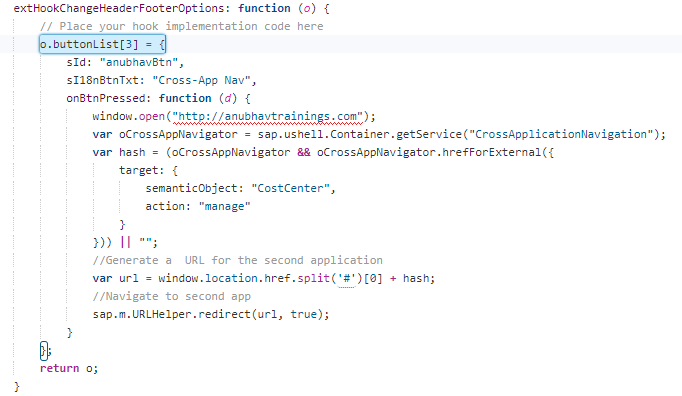 extHookChangeHeaderFooterOptions: function (o) {
    // Place your hook implementation code here
    o.buttonList[3] = {
        sId: "anubhavBtn",
        sI18nBtnTxt: "Cross-App Nav",
        onBtnPressed: function (d) {
            window.open("http://anubhavtrainings.com");
            var oCrossAppNavigator = sap.ushell.Container.getService("CrossApplicationNavigation");
            var hash = (oCrossAppNavigator && oCrossAppNavigator.hrefForExternal({
                target: {
                    semanticObject: "CostCenter",
                    action: "manage"
                }
            })) || "";
            //Generate a  URL for the second application
            var url = window.location.href.split('#')[0] + hash;
            //Navigate to second app
            sap.m.URLHelper.redirect(url, true);
        }
    };
    return o;
}